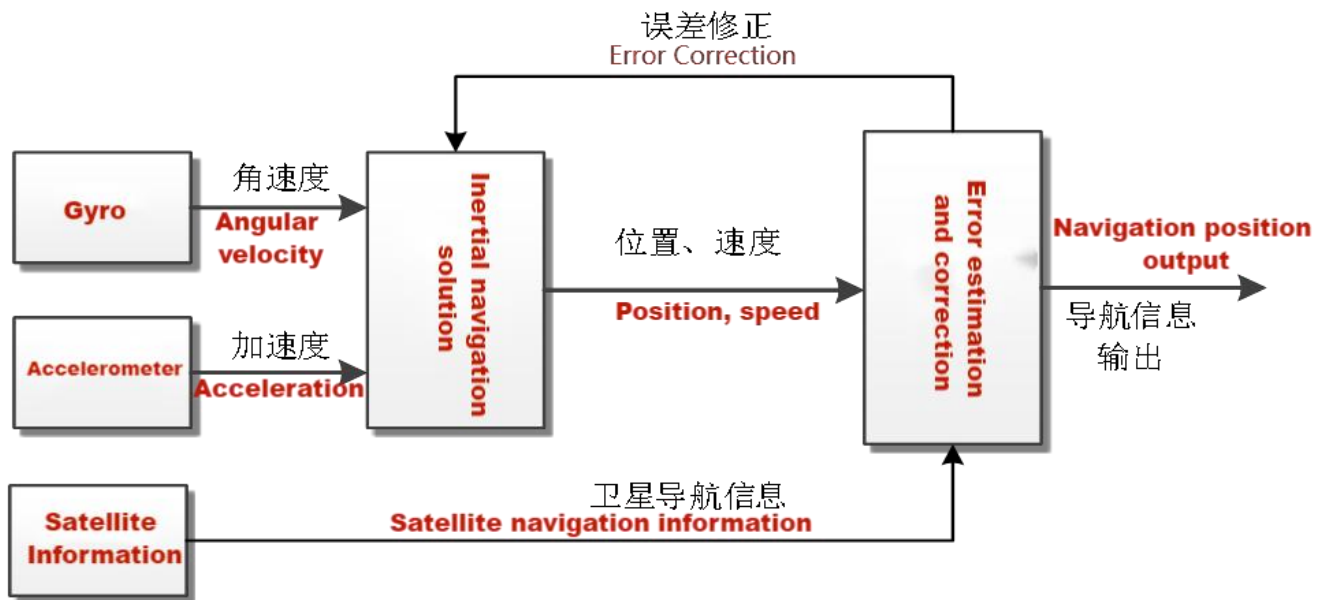 误差修正
Error Correction
Gyro
角速度
Angular
velocity
Accelerometer
加速度
Acceleration
Inertial navigation
solution
位置、速度
Position, speed
Error estimation
and correction
Navigation position
output
导航信息
输出
Satellite
Information
卫星导航信息
Satellite navigation information